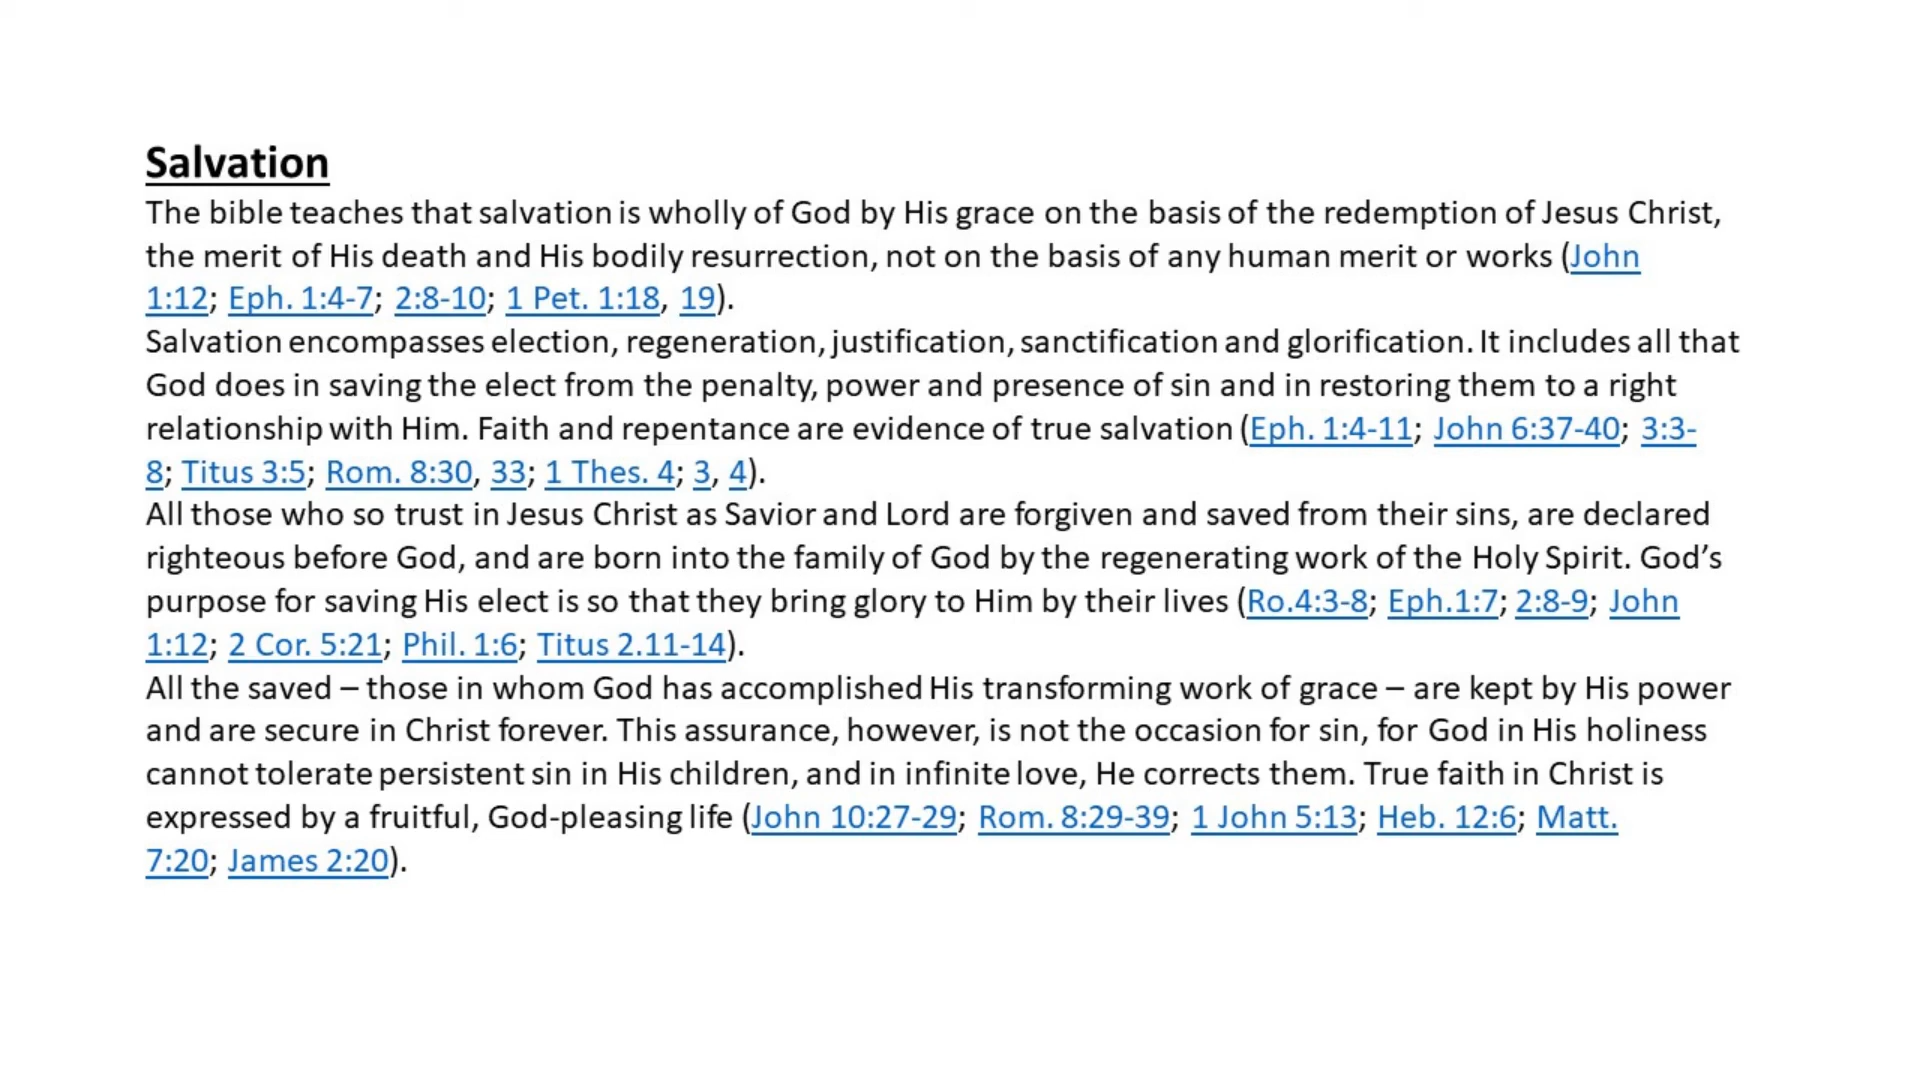 Salvation
The bible teaches that salvation is wholly of God by His grace on the basis of the redemption of Jesus Christ,
the merit of His death and His bodily resurrection, not on the basis of any human merit or works (John
1:12; Eph. 1:4-7; 2:8-10; 1 Pet. 1:18, 19).
Salvation encompasses election, regeneration, justification, sanctification and glorification. It includes all that
God does in saving the elect from the penalty, power and presence of sin and in restoring them to a right
relationship with Him. Faith and repentance are evidence of true salvation (Eph. 1:4-11; John 6:37-40; 3:3-
8; Titus 3:5; Rom. 8:30, 33; 1 Thes. 4; 3, 4).
All those who so trust in Jesus Christ as Savior and Lord are forgiven and saved from their sins, are declared
righteous before God, and are born into the family of God by the regenerating work of the Holy Spirit. God’s
purpose for saving His elect is so that they bring glory to Him by their lives (Ro.4:3-8; Eph.1:7; 2:8-9; John
1:12; 2 Cor. 5:21; Phil. 1:6; Titus 2.11-14).
All the saved – those in whom God has accomplished His transforming work of grace – are kept by His power
and are secure in Christ forever. This assurance, however, is not the occasion for sin, for God in His holiness
cannot tolerate persistent sin in His children, and in infinite love, He corrects them. True faith in Christ is
expressed by a fruitful, God-pleasing life (John 10:27-29; Rom. 8:29-39; 1 John 5:13; Heb. 12:6; Matt.
7:20; James 2:20).